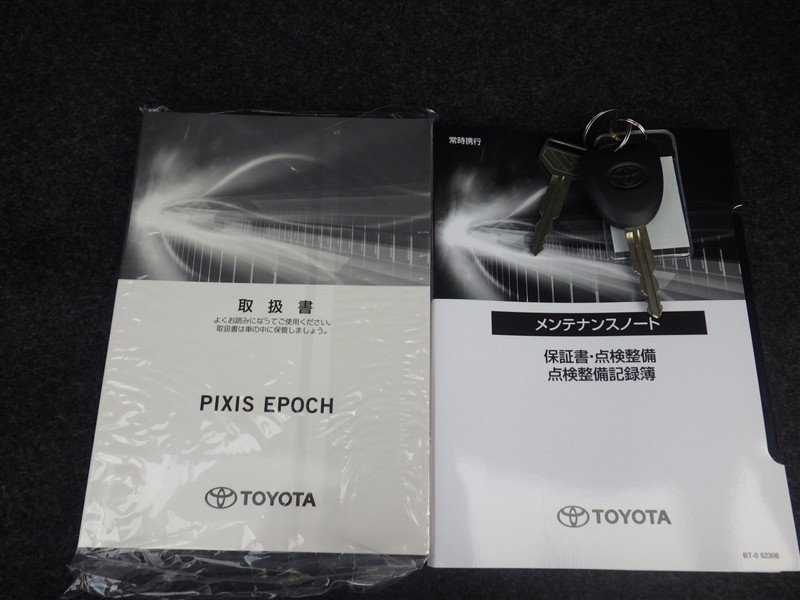 取扱書
よくお読みになってご使用ください。
取扱書は車の中に保管しましょう。
PIXIS EPOCH
TOYOTA
常時携行
メンテナンスノート
保証書・点検整備
点検整備記録簿
TOYOTA
BT-0 S2308